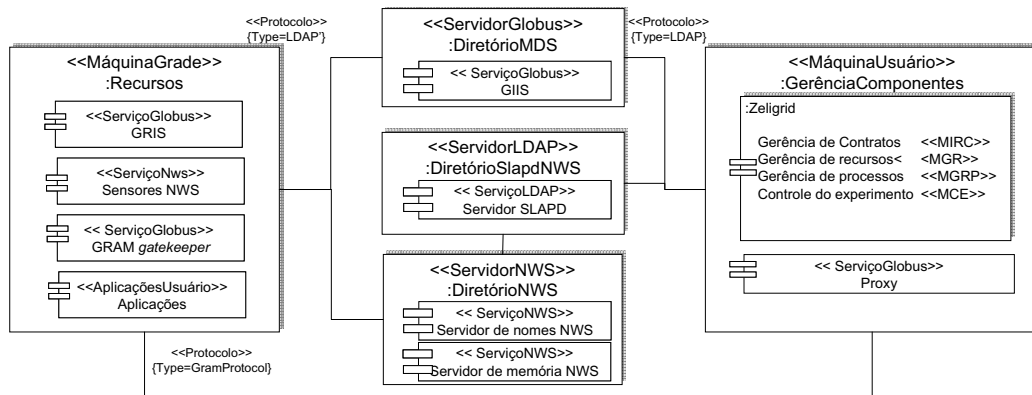 <<Protocolo>>
{Type=LDAP'}
<<MáquinaGrade>>
:Recursos
<<ServiçoGlobus>>
GRIS
<<ServiçoNws>>
Sensores NWS
<< ServiçoGlobus>>
GRAM gatekeeper
<<AplicaçõesUsuário>>
Aplicações
<<Protocolo>>
{Type=GramProtocol}
<<ServidorGlobus>>
:DiretórioMDS
<< ServiçoGlobus>>
GIIS
<<ServidorLDAP>>
:DiretórioSlapdNWS
<< ServiçoLDAP>>
Servidor SLAPD
<<ServidorNWS>>
:DiretórioNWS
<< ServiçoNWS>>
Servidor de nomes NWS
<< ServiçoNWS>>
Servidor de memória NWS
<<Protocolo>>
{Type=LDAP}
<<MáquinaUsuário>>
:GerênciaComponentes
:Zeligrid
Gerência de Contratos <<MIRC>>
Gerência de recursos< <MGR>>
Gerência de processos <<MGRP>>
Controle do experimento <<MCE>>
<< ServiçoGlobus>>
Proxy